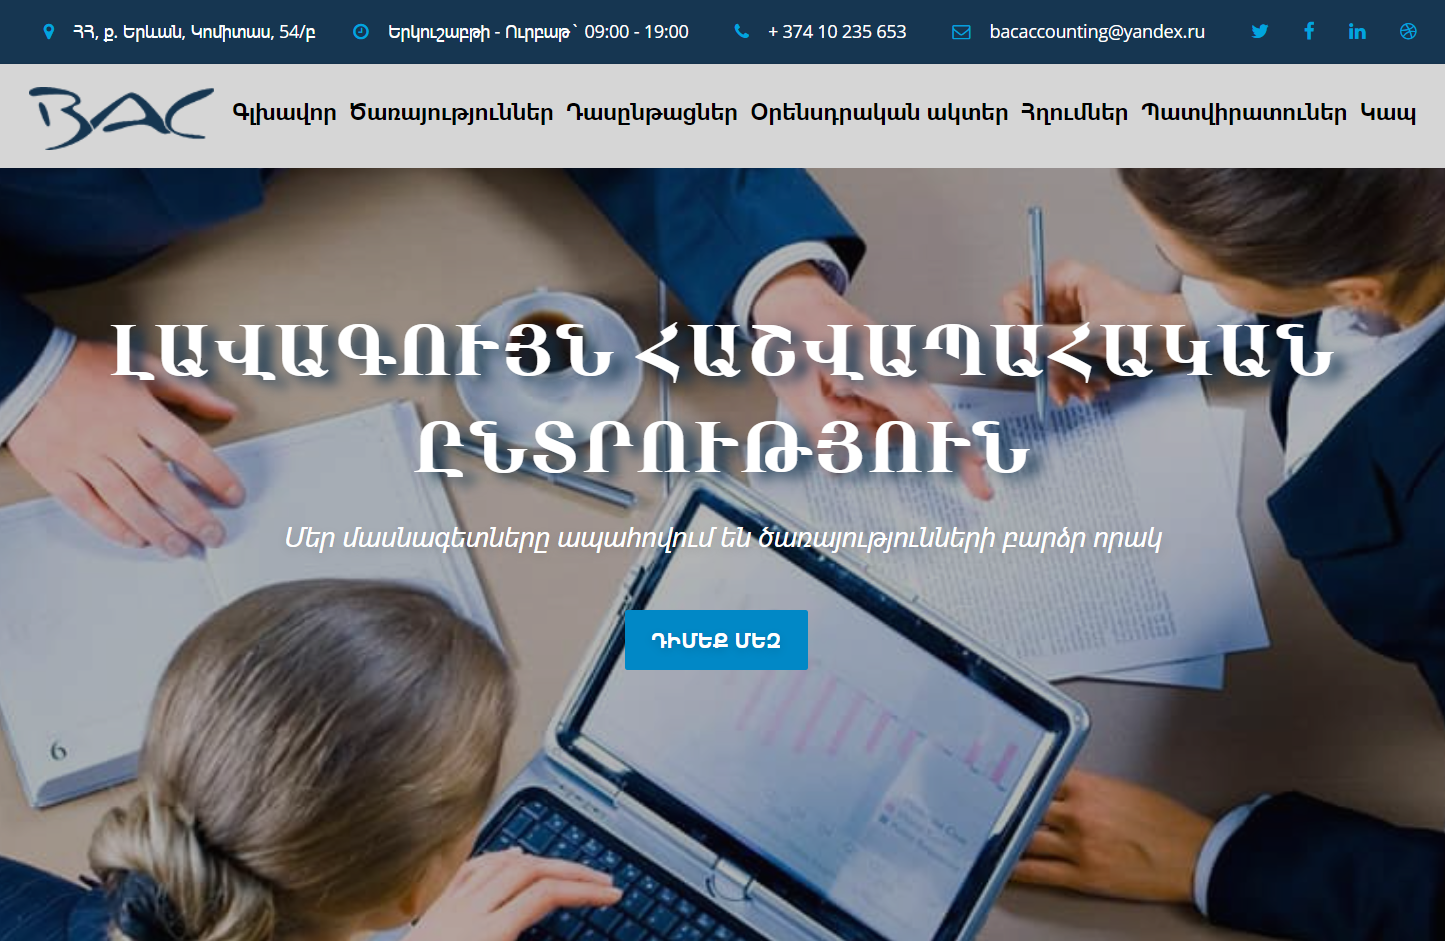 ՀՀ, ք. Երևան, Կոմիտաս, 54/բ
Երկուշաբթի - Ուրբաթ` 09:00 - 19:00
+ 374 10 235 653
bacaccounting@yandex.ru
BAC
Գլխավոր Ծառայություններ Դասընթացներ Օրենսդրական ակտեր Հղումներ Պատվիրատուներ Կապ
ԼԱՎԱԳՈՒՅՆ ՀԱՇՎԱՊԱՀԱԿԱՆ
ԸՆՏՐՈՒԹՅՈՒՆ
Մեր մասնագետները ապահովում են ծառայությունների բարձր որակ
ԴԻՄԵՔ ՄԵԶ
6